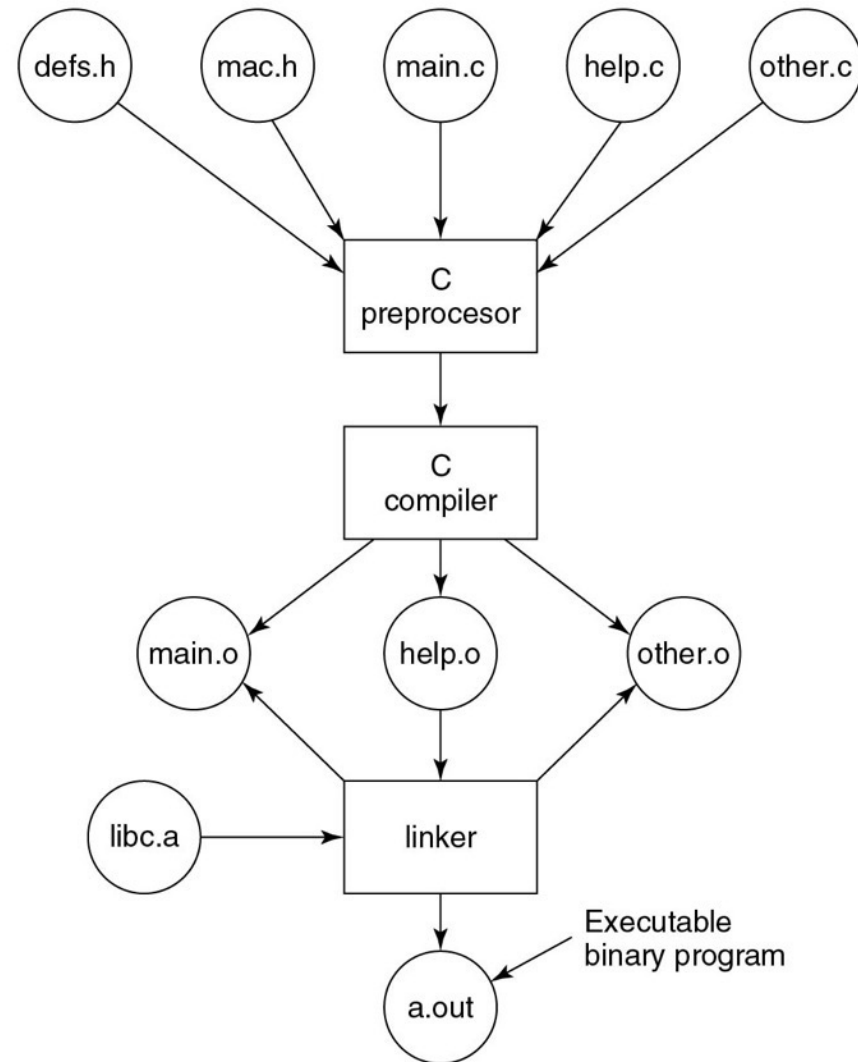 defs.h
mac.h
main.c
help.c
other.c
C
preprocesor
C
compiler
main.o
help.o
other.o
libc.a
linker
Executable
binary program
a.out